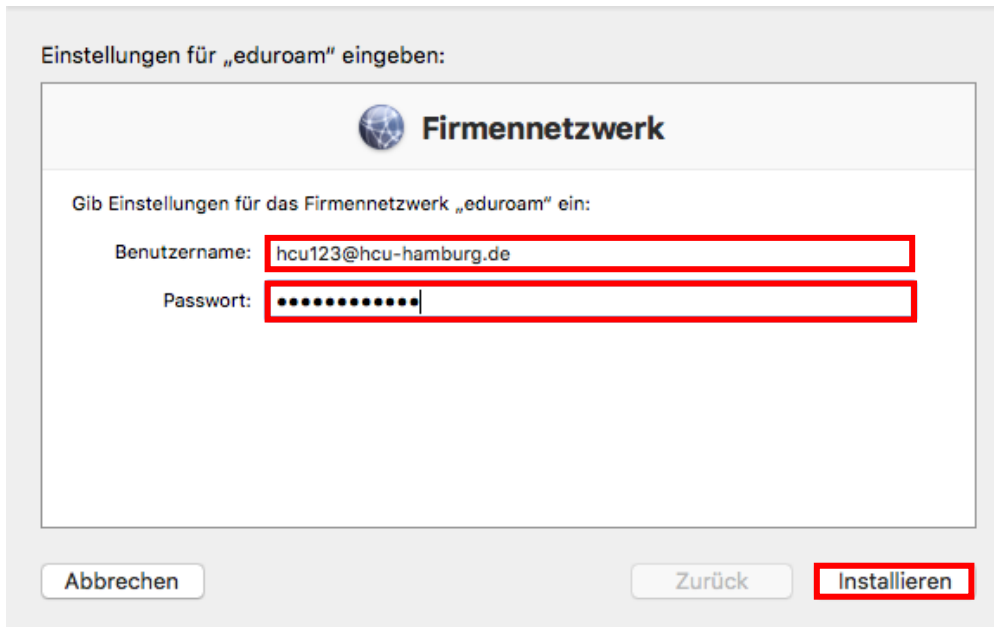 Einstellungen für „eduroam“ eingeben:
Firmennetzwerk
Gib Einstellungen für das Firmennetzwerk „eduroam“ ein:
Benutzername: hcu123@hcu-hamburg.de
Passwort: ••••••••••••
Abbrechen Zurück Installieren